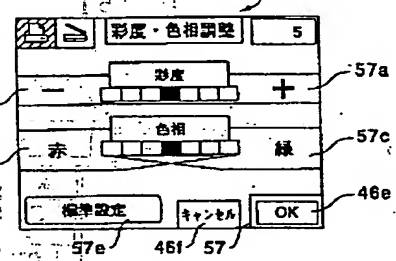 彩度・色相調整 5
彩度
− + 57a
色相
赤 緑 57c
46e
標準設定 キャンセル OK
57e 46f 57